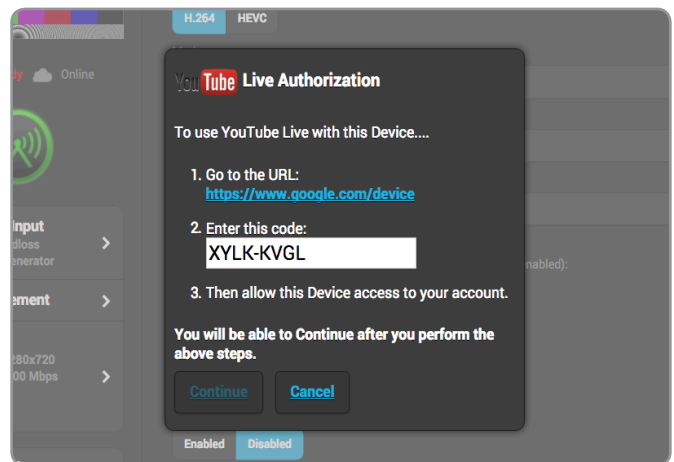 H.264 HEVC
dy Online
YouTube Live Authorization
To use YouTube Live with this Device....
1. Go to the URL:
https://www.google.com/device
2. Enter this code:
XYLK-KVGL
3. Then allow this Device access to your account.
You will be able to Continue after you perform the
above steps.
Continue Cancel
Input
dloss
enerator
nabled):
ement
280x720
00 Mbps
Enabled Disabled